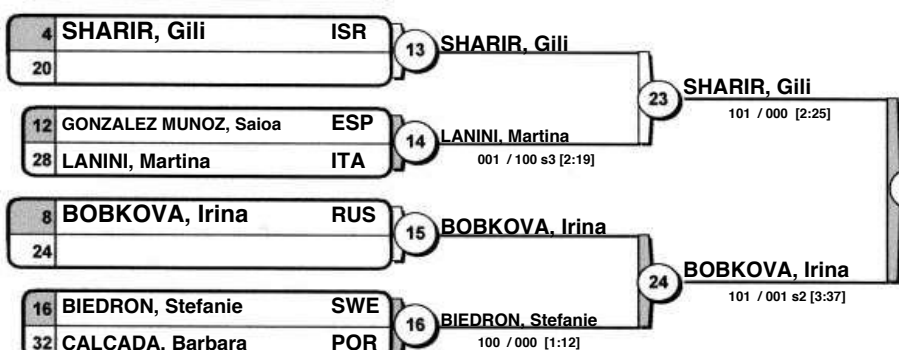 4 SHARIR, Gili ISR
20
13 SHARIR, Gili
12 GONZALEZ MUNOZ, Saioa ESP
28 LANINI, Martina ITA
14 LANINI, Martina
001 / 100 s3 [2:19]
23 SHARIR, Gili
101 / 000 [2:25]
8 BOBKOVA, Irina RUS
24
15 BOBKOVA, Irina
16 BIEDRON, Stefanie SWE
32 CALCADA, Barbara POR
16 BIEDRON, Stefanie
100 / 000 [1:12]
24 BOBKOVA, Irina
101 / 001 s2 [3:37]